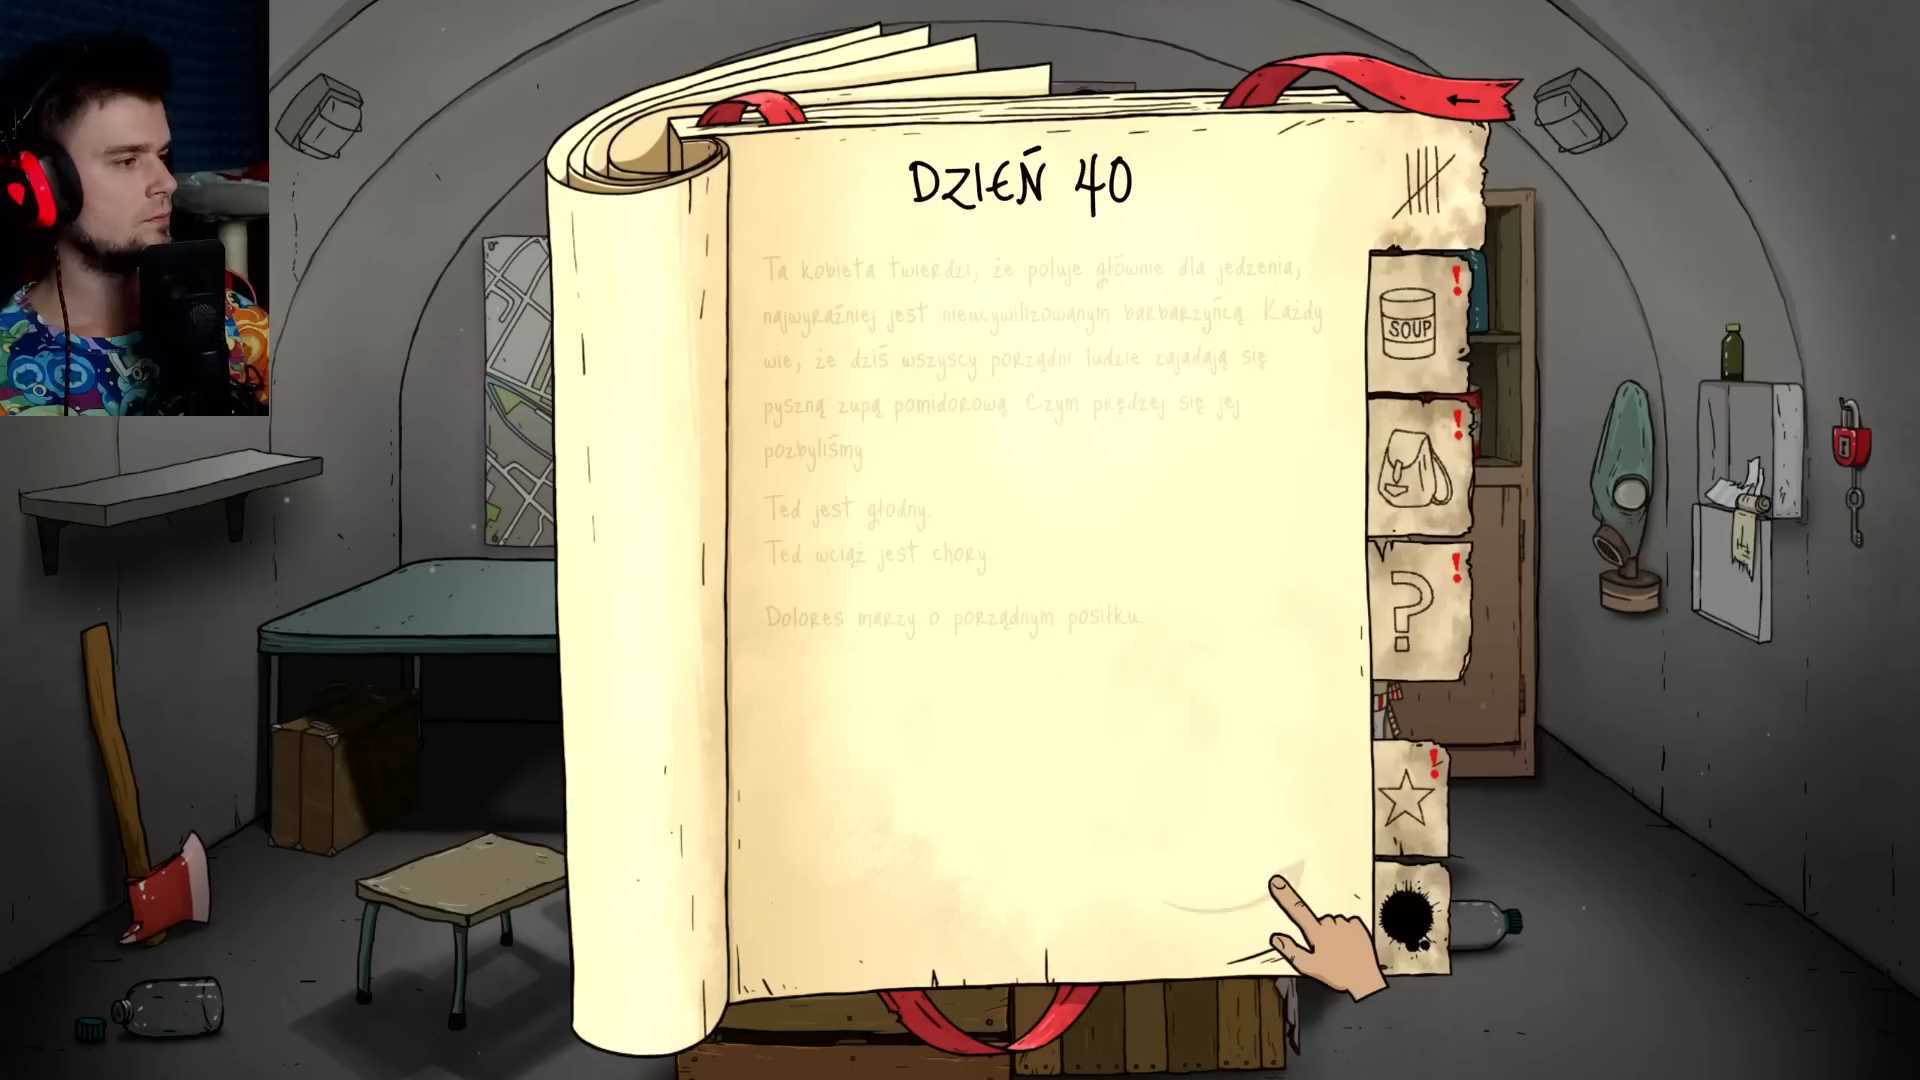 DZIEŃ 40
Ta kobieta twierdzi, że poluje głównie dla jedzenia,
najwyraźniej jest nieucywilizowanym barbarzyńcą. Każdy
wie, że dziś wszyscy porządni ludzie zajadają się
pyszną zupą pomidorową. Czym prędzej się jej
pozbyliśmy.
Ted jest głodny.
Ted wciąż jest chory
Dolores marzy o porządnym posiłku.
SOUP